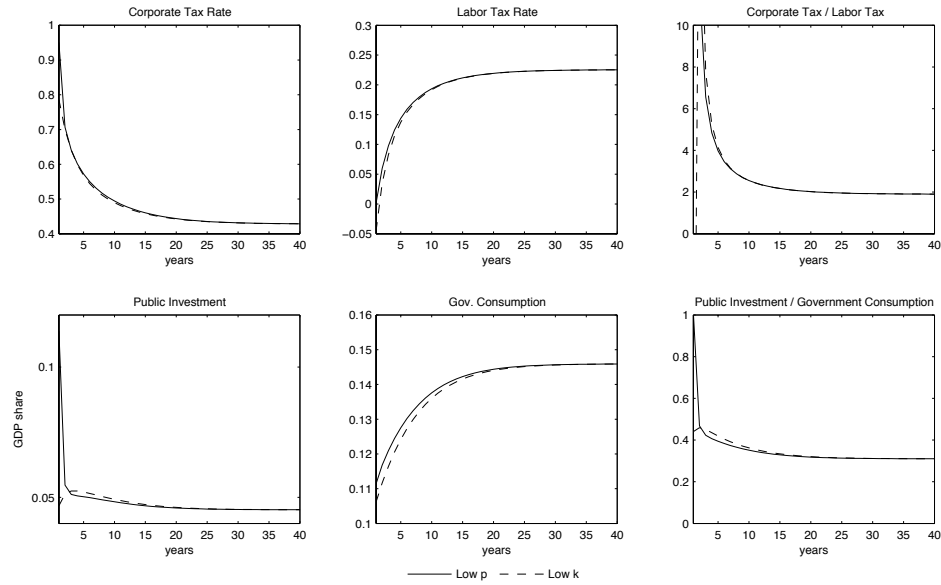 Corporate Tax Rate
1
0.9
0.8
0.7
0.6
0.5
0.4
5 10 15 20 25 30 35 40
years
Labor Tax Rate
0.3
0.25
0.2
0.15
0.1
0.05
0
−0.05
5 10 15 20 25 30 35 40
years
Corporate Tax / Labor Tax
10
8
6
4
2
0
5 10 15 20 25 30 35 40
years
Public Investment
GDP share
0.1
0.05
5 10 15 20 25 30 35 40
years
Gov. Consumption
0.16
0.15
0.14
0.13
0.12
0.11
0.1
5 10 15 20 25 30 35 40
years
Public Investment / Government Consumption
1
0.8
0.6
0.4
0.2
0
5 10 15 20 25 30 35 40
years
Low p Low k